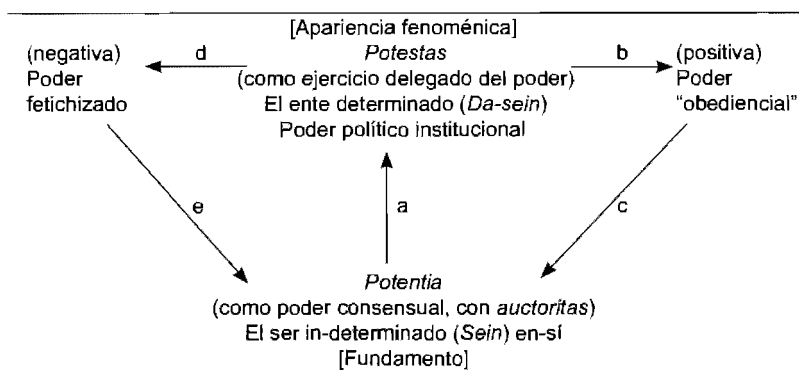 [Apariencia fenoménica]
(negativa) d Potestas b (positiva)
Poder (como ejercicio delegado del poder) Poder
fetichizado El ente determinado (Da-sein) "obediencial"
Poder político institucional
e a c
Potentia
(como poder consensual, con auctoritas)
El ser in-determinado (Sein) en-sí
[Fundamento]